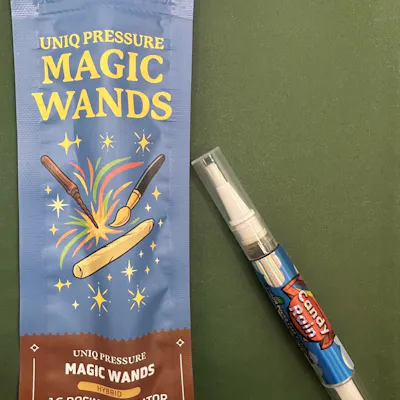 UNIQ PRESSURE
MAGIC
WANDS
UNIQ PRESSURE
MAGIC WANDS
HYBRID
Candy
Rain